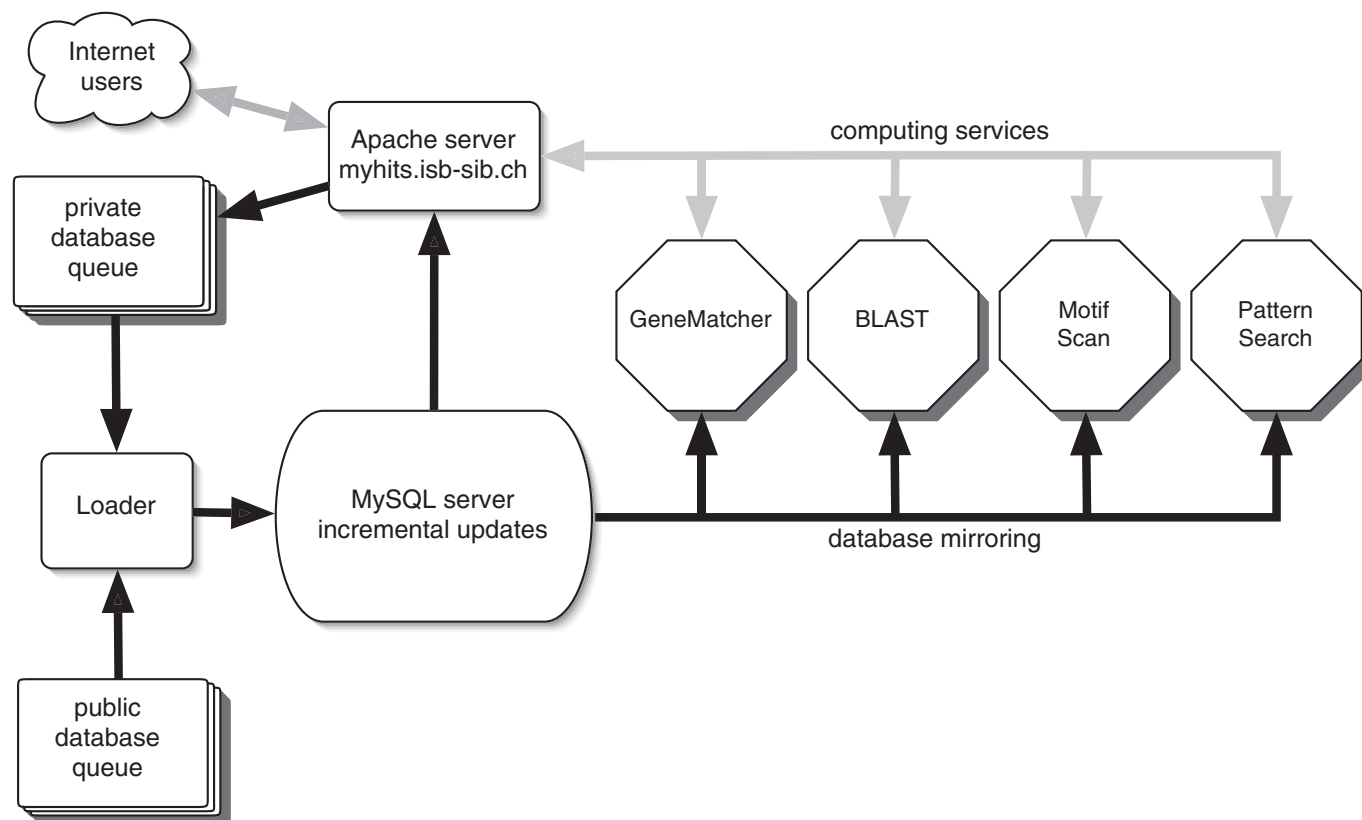 Internet
users
Apache server
myhits.isb-sib.ch
computing services
private
database
queue
GeneMatcher
BLAST
Motif
Scan
Pattern
Search
Loader
MySQL server
incremental updates
database mirroring
public
database
queue